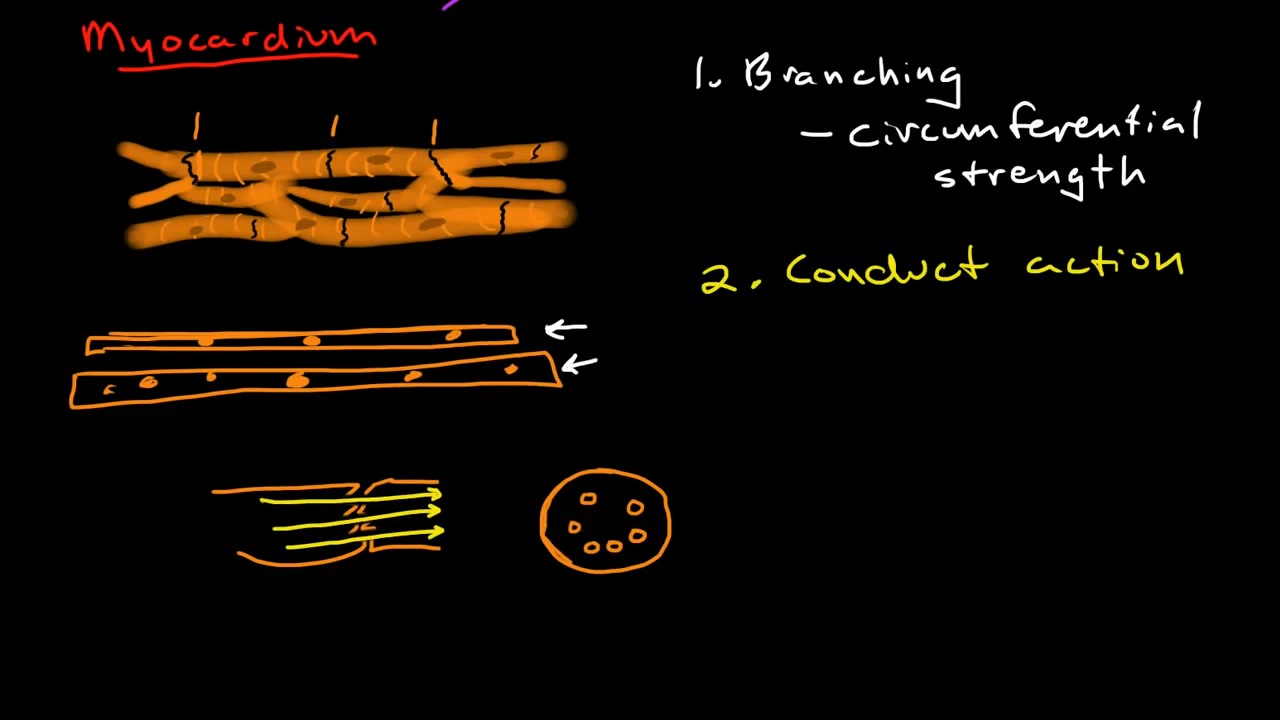 Myocardium
1. Branching
- circumferential
strength
2. Conduct action